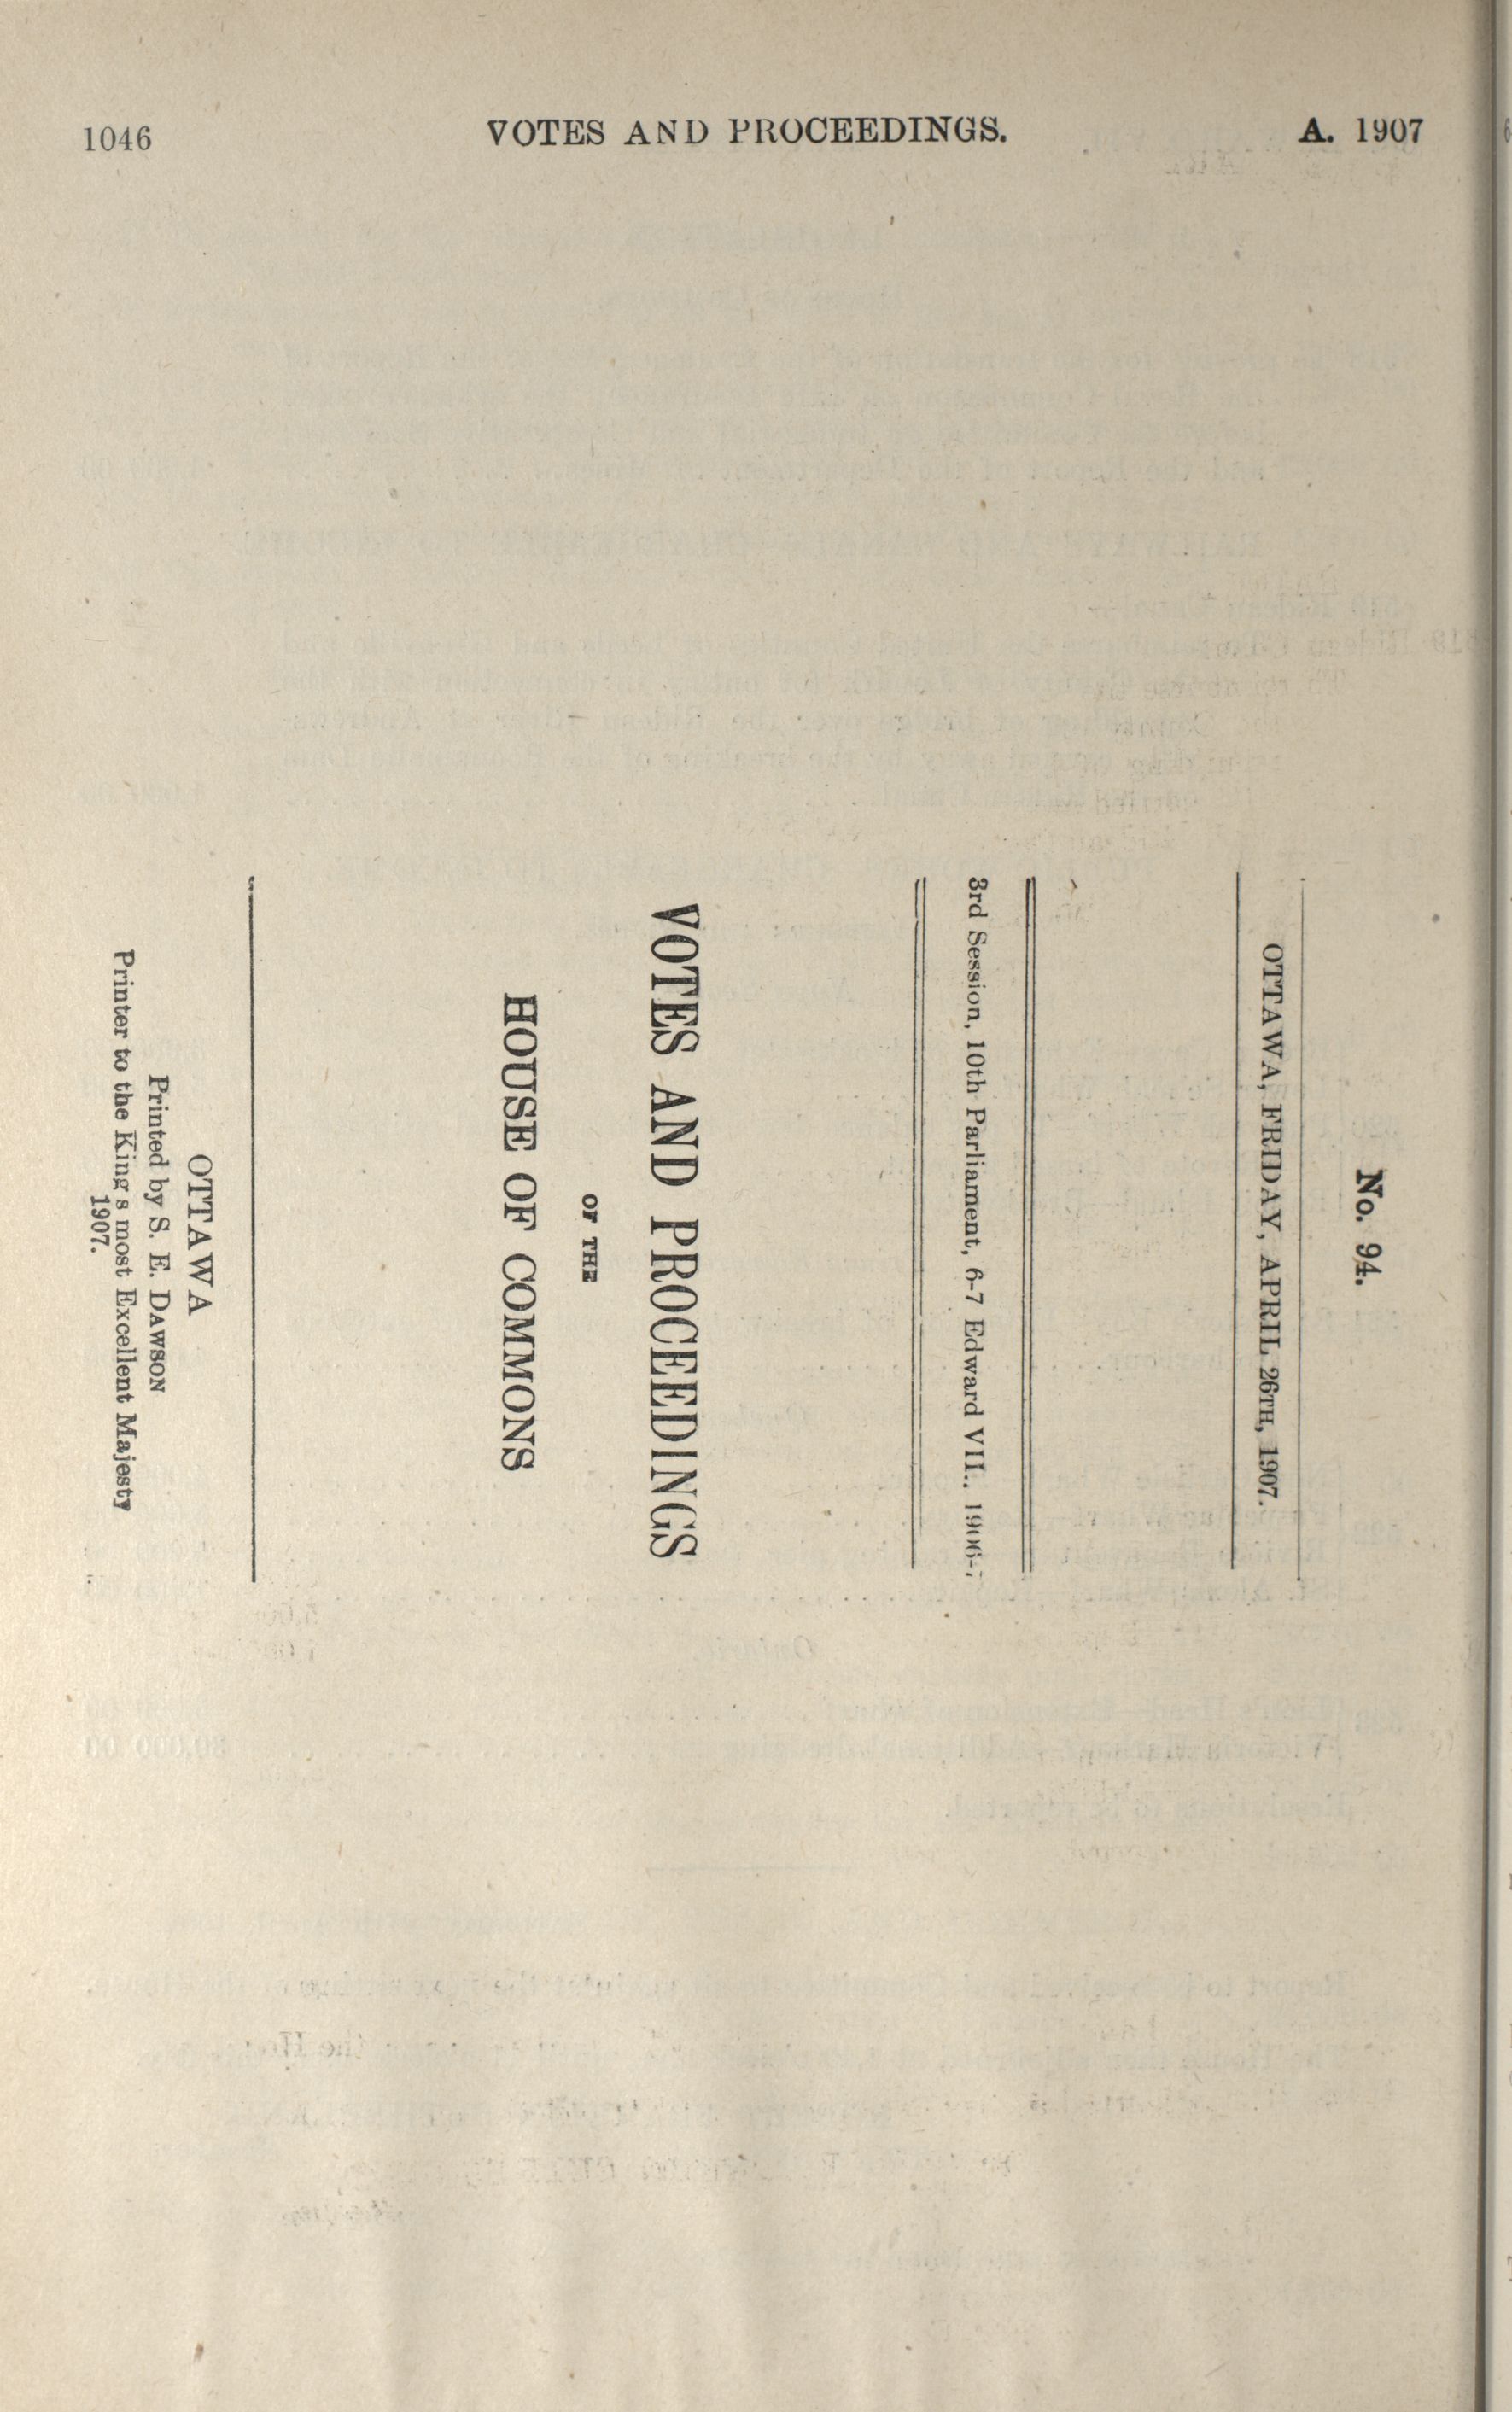 1046 VOTES AND PROCEEDINGS. A. 1907
No. 94.
OTTAWA, FRIDAY, APRIL 26TH, 1907.
3rd Session, 10th Parliament, 6-7 Edward VII., 1906-7
VOTES AND PROCEEDINGS
OF THE
HOUSE OF COMMONS
OTTAWA
Printed by S. E. DAWSON
Printer to the King s most Excellent Majesty
1907.